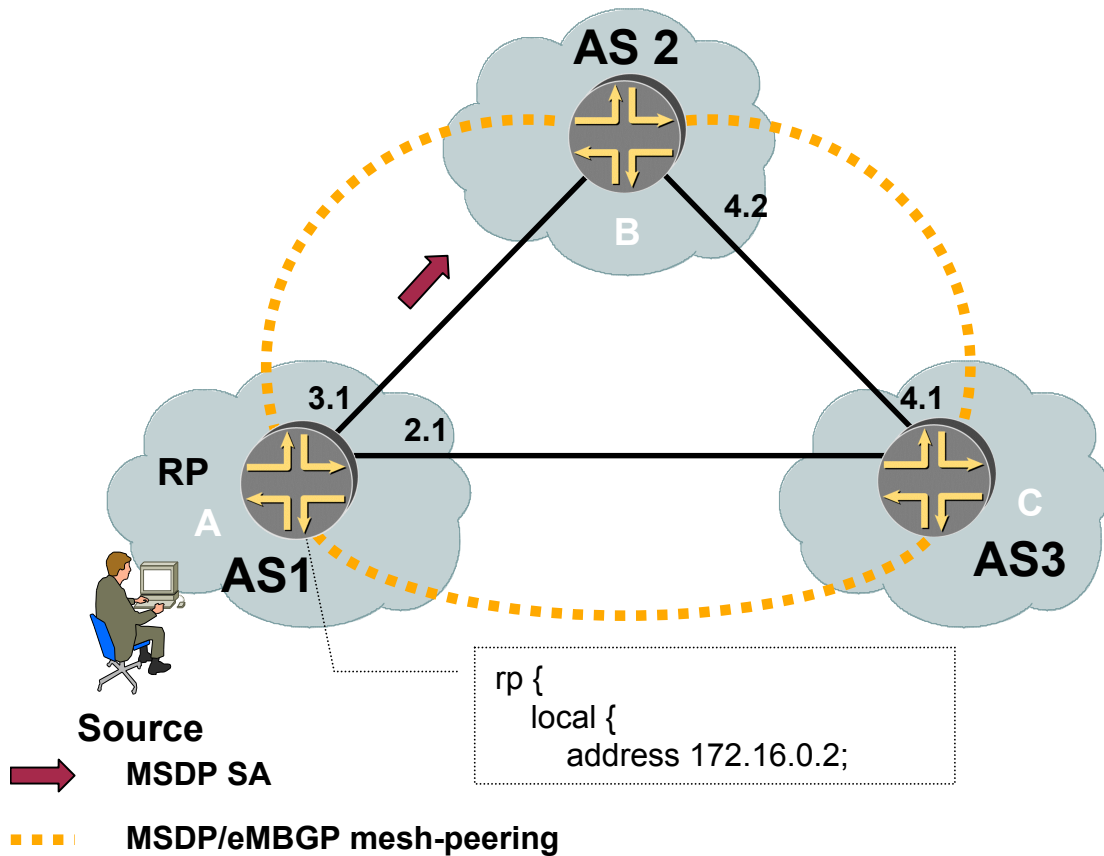 AS 2
B
4.2
3.1
2.1
4.1
RP
A
AS1
C
AS3
rp {
local {
address 172.16.0.2;
Source
MSDP SA
MSDP/eMBGP mesh-peering